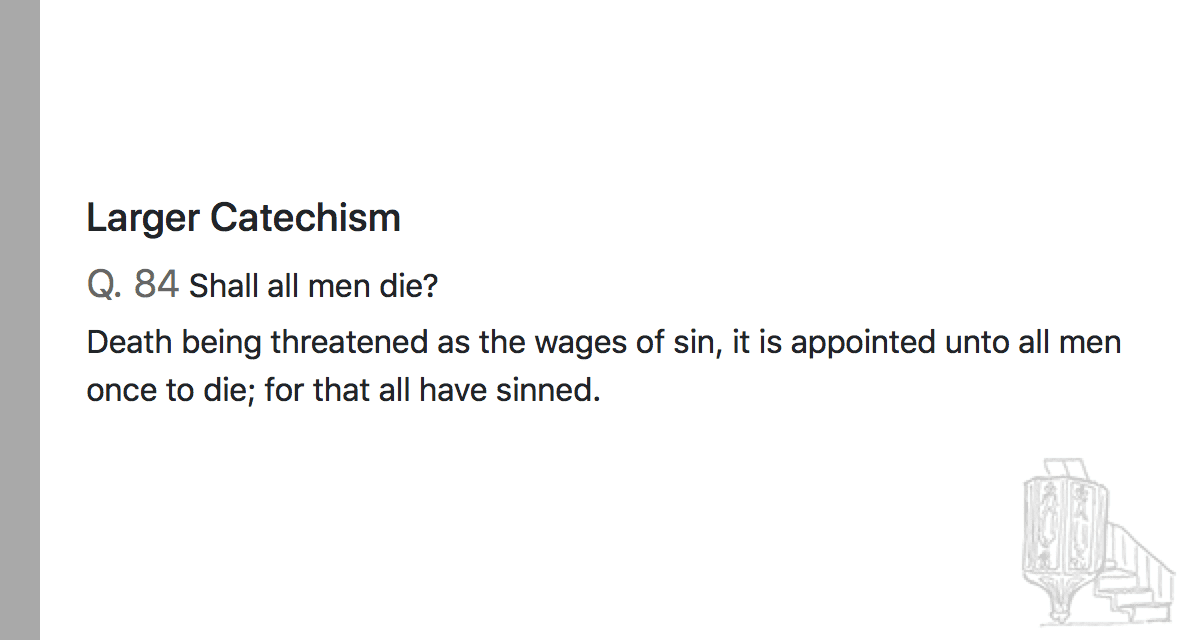 Larger Catechism
Q. 84 Shall all men die?
Death being threatened as the wages of sin, it is appointed unto all men
once to die; for that all have sinned.